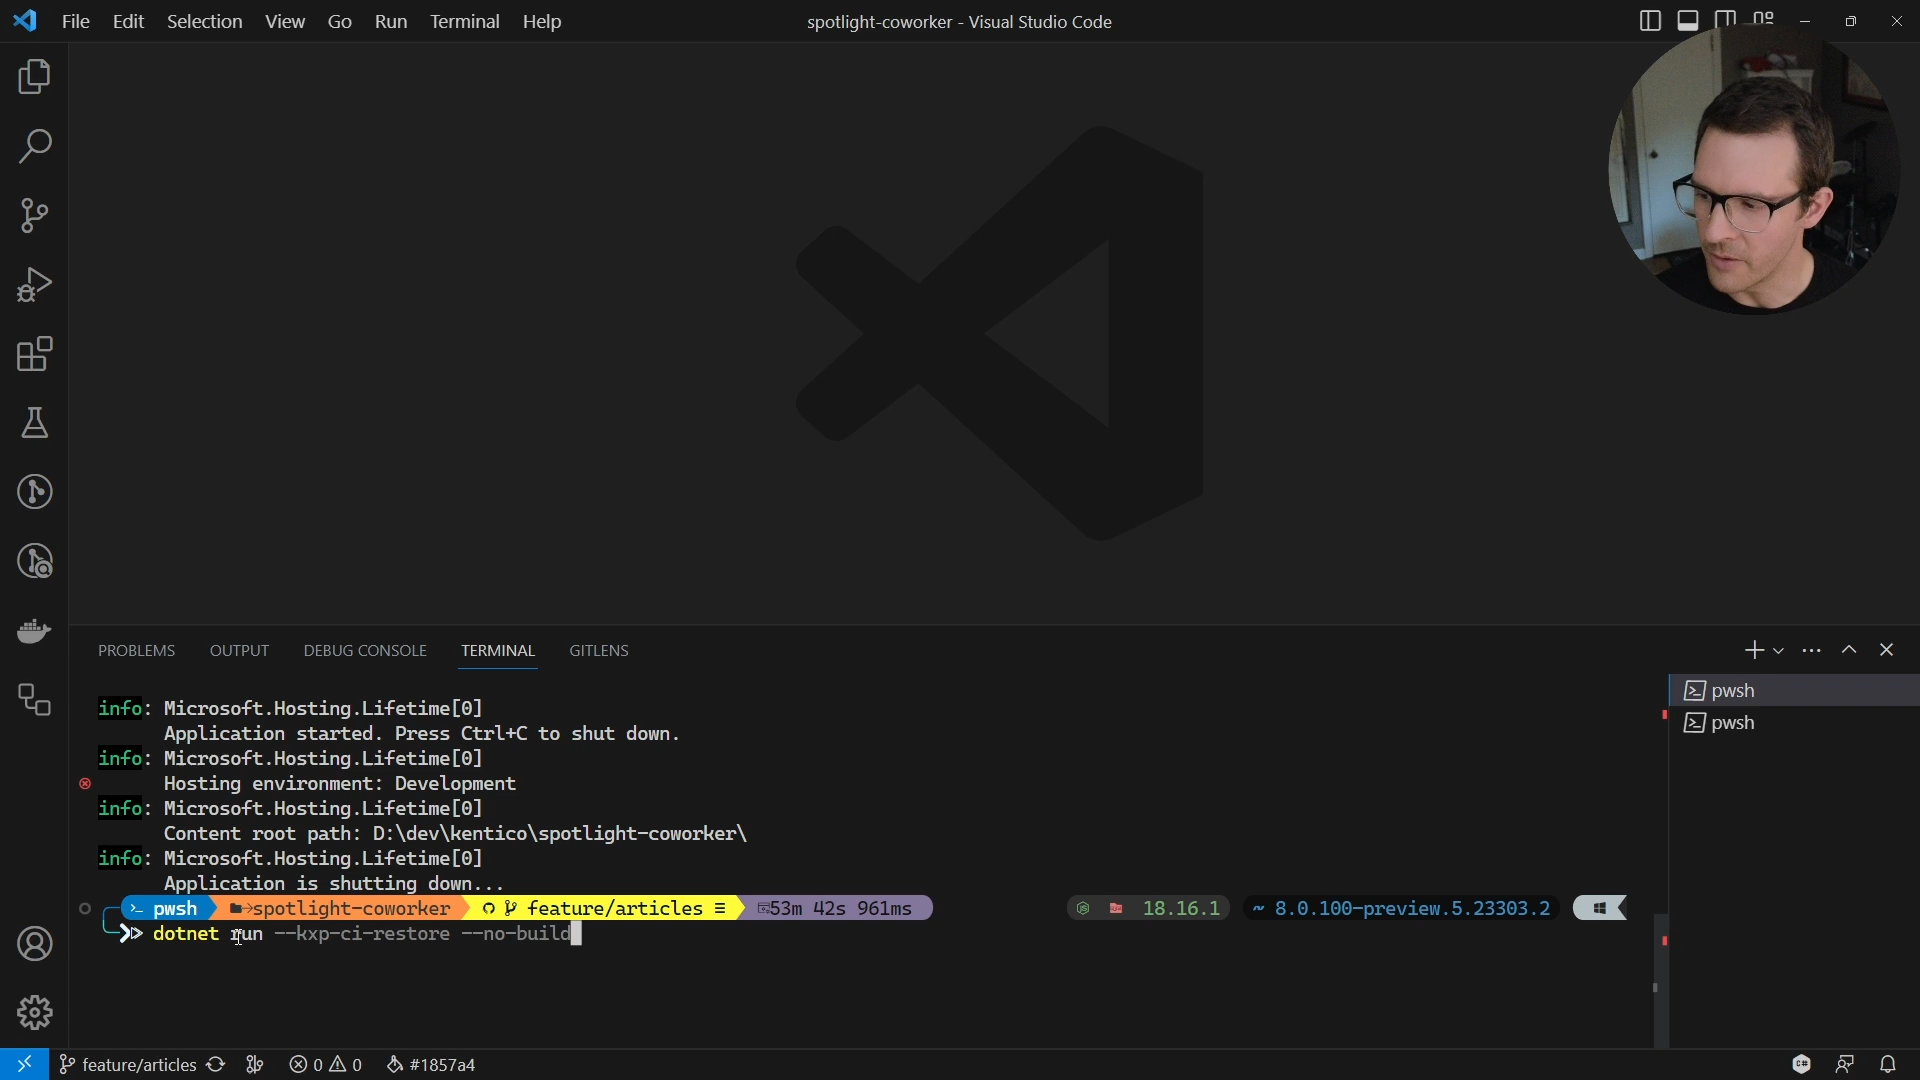 File Edit Selection View Go Run Terminal Help
spotlight-coworker - Visual Studio Code
PROBLEMS OUTPUT DEBUG CONSOLE TERMINAL GITLENS
info: Microsoft.Hosting.Lifetime[0]
Application started. Press Ctrl+C to shut down.
info: Microsoft.Hosting.Lifetime[0]
Hosting environment: Development
info: Microsoft.Hosting.Lifetime[0]
Content root path: D:\dev\kentico\spotlight-coworker\
info: Microsoft.Hosting.Lifetime[0]
Application is shutting down...
pwsh spotlight-coworker feature/articles ≡ 53m 42s 961ms 18.16.1 ~ 8.0.100-preview.5.23303.2
dotnet run --kxp-ci-restore --no-build
pwsh
pwsh
feature/articles 0 0 #1857a4